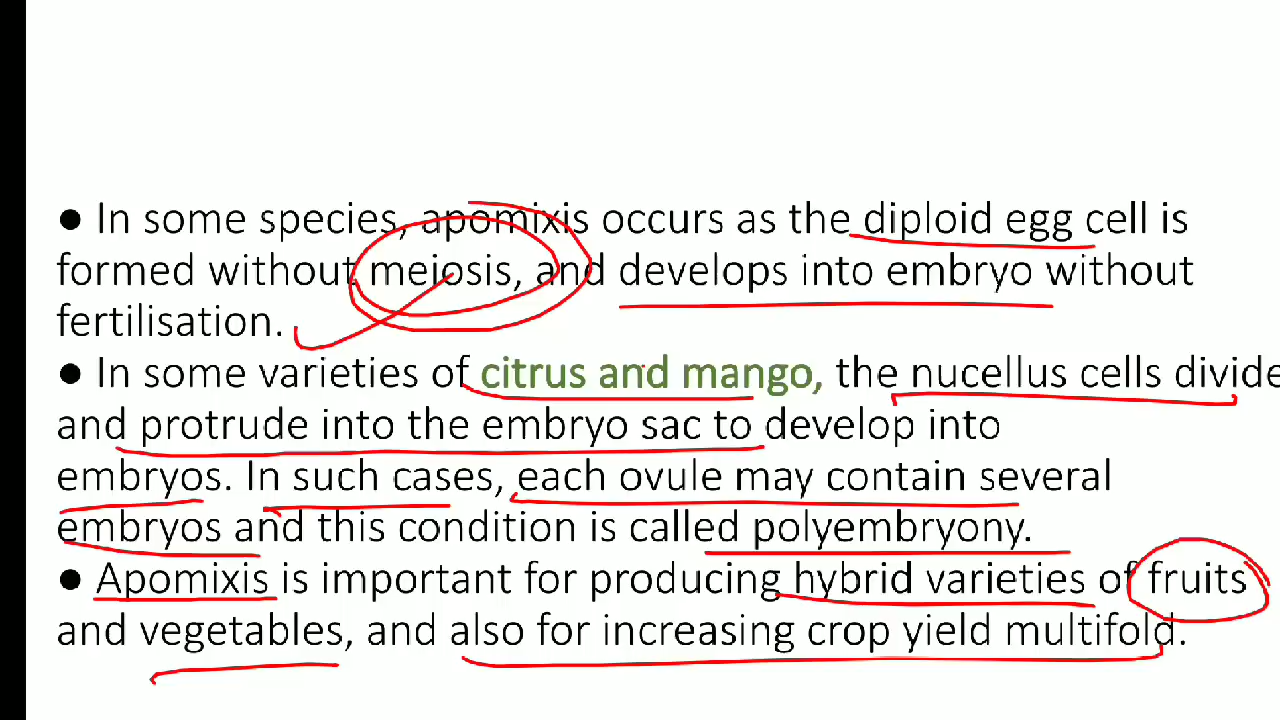 ● In some species, apomixis occurs as the diploid egg cell is
formed without meiosis, and develops into embryo without
fertilisation.
● In some varieties of citrus and mango, the nucellus cells divide
and protrude into the embryo sac to develop into
embryos. In such cases, each ovule may contain several
embryos and this condition is called polyembryony.
● Apomixis is important for producing hybrid varieties of fruits
and vegetables, and also for increasing crop yield multifold.